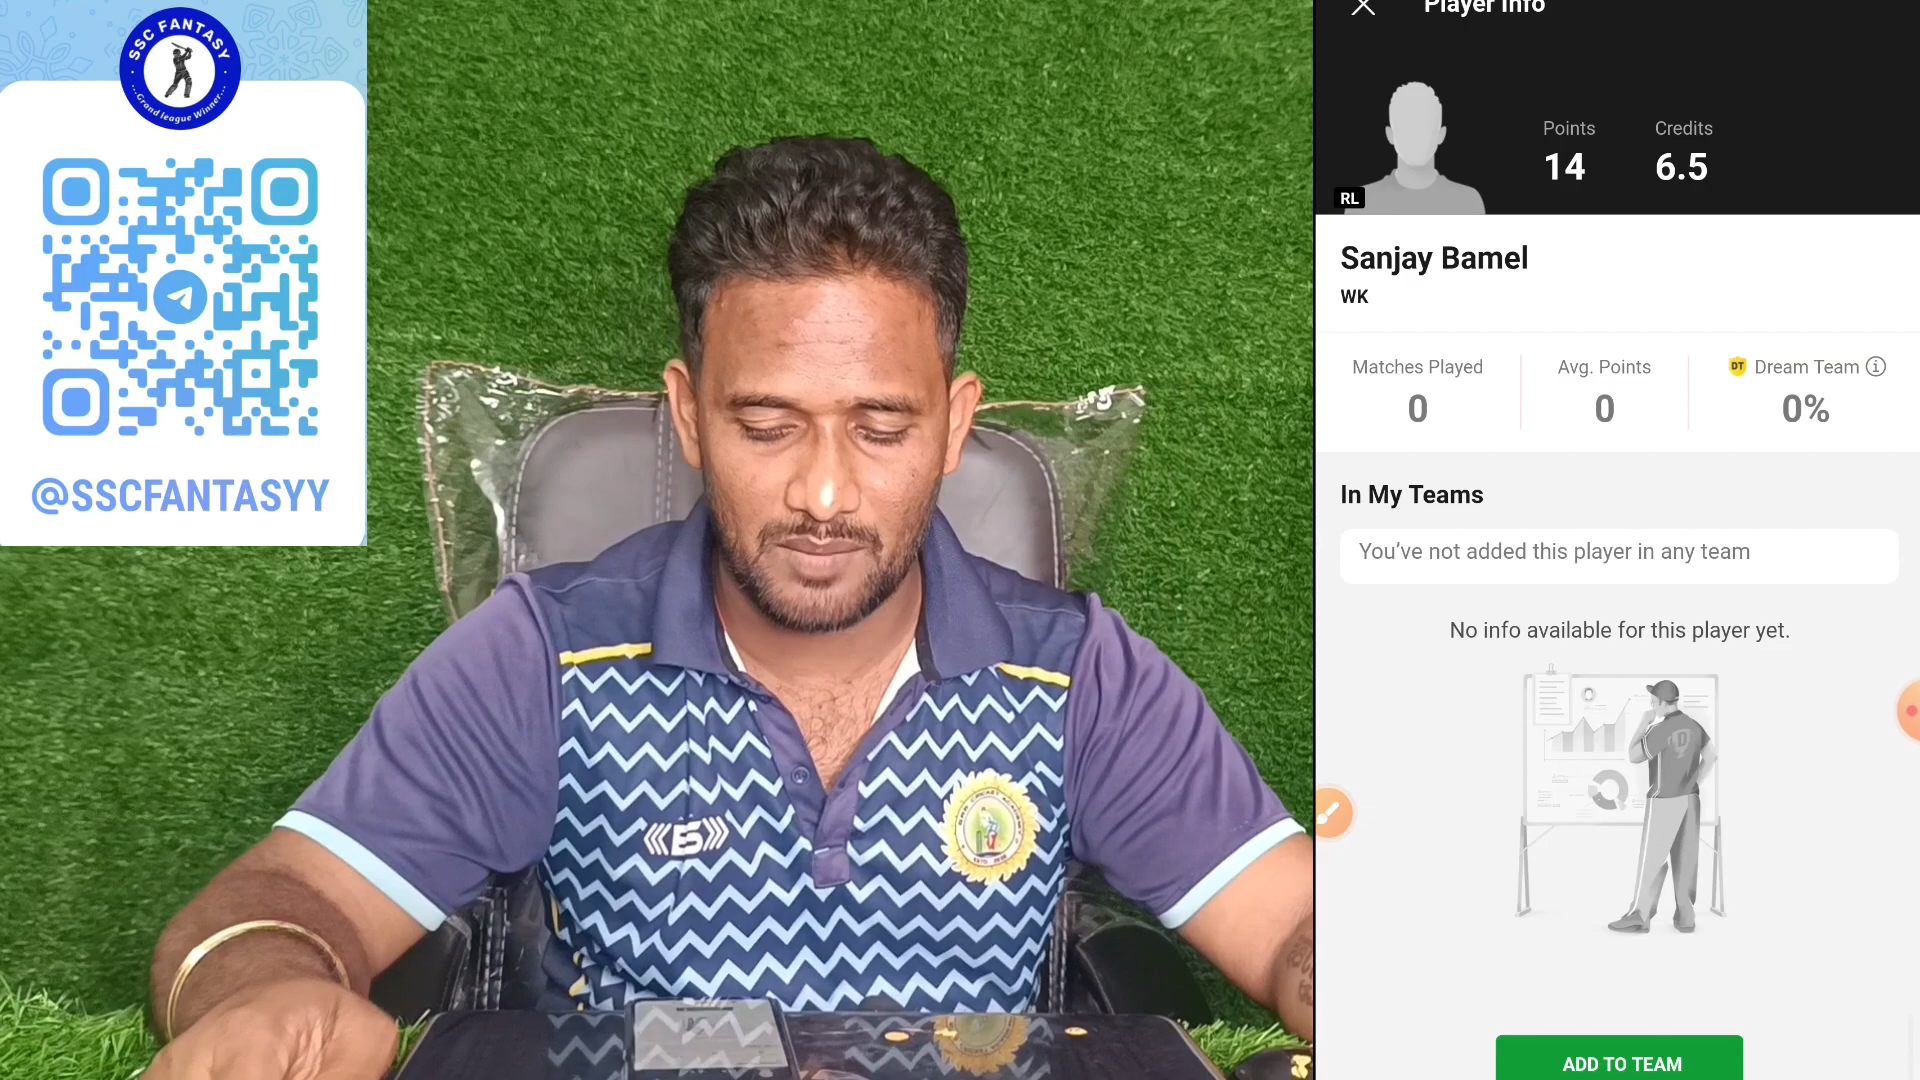 SSC FANTASY
...Grand league Winner...
@SSCFANTASYY
Player Info
Points
Credits
14
6.5
RL
Sanjay Bamel
WK
Matches Played
Avg. Points
DT Dream Team
0
0
0%
In My Teams
You’ve not added this player in any team
No info available for this player yet.
ADD TO TEAM